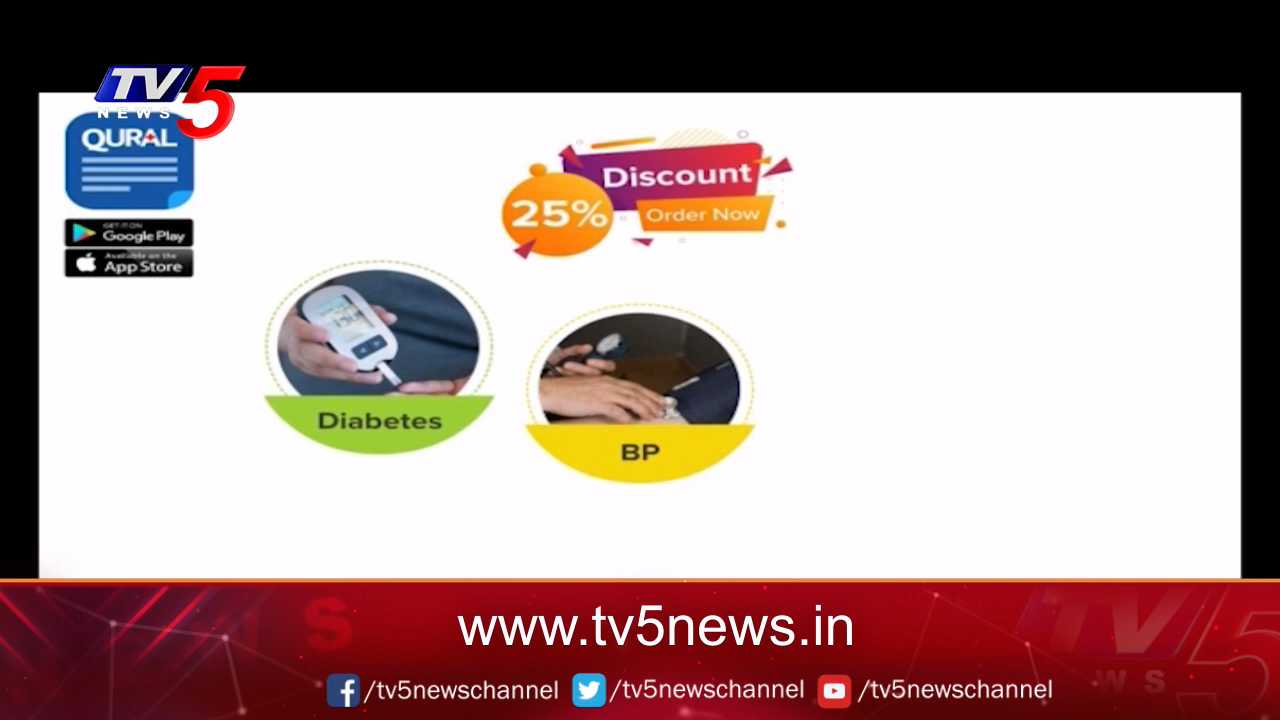 TV5
NEWS
QURAL
GET IT ON
Google Play
Available on the
App Store
Discount
25%
Order Now
Diabetes
BP
www.tv5news.in
/tv5newschannel
/tv5newschannel
/tv5newschannel